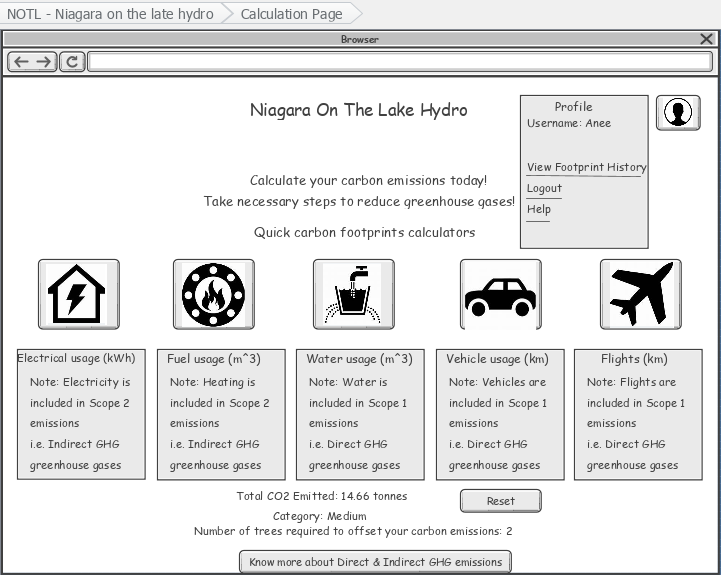 NOTL - Niagara on the late hydro
Calculation Page
Browser
Niagara On The Lake Hydro
Profile
Username: Anee
View Footprint History
Logout
Help
Calculate your carbon emissions today!
Take necessary steps to reduce greenhouse gases!
Quick carbon footprints calculators
Electrical usage (kWh)
Note: Electricity is
included in Scope 2
emissions
i.e. Indirect GHG
greenhouse gases
Fuel usage (m^3)
Note: Heating is
included in Scope 2
emissions
i.e. Indirect GHG
greenhouse gases
Water usage (m^3)
Note: Water is
included in Scope 1
emissions
i.e. Direct GHG
greenhouse gases
Vehicle usage (km)
Note: Vehicles are
included in Scope 1
emissions
i.e. Direct GHG
greenhouse gases
Flights (km)
Note: Flights are
included in Scope 1
emissions
i.e. Direct GHG
greenhouse gases
Total CO2 Emitted: 14.66 tonnes
Reset
Category: Medium
Number of trees required to offset your carbon emissions: 2
Know more about Direct & Indirect GHG emissions